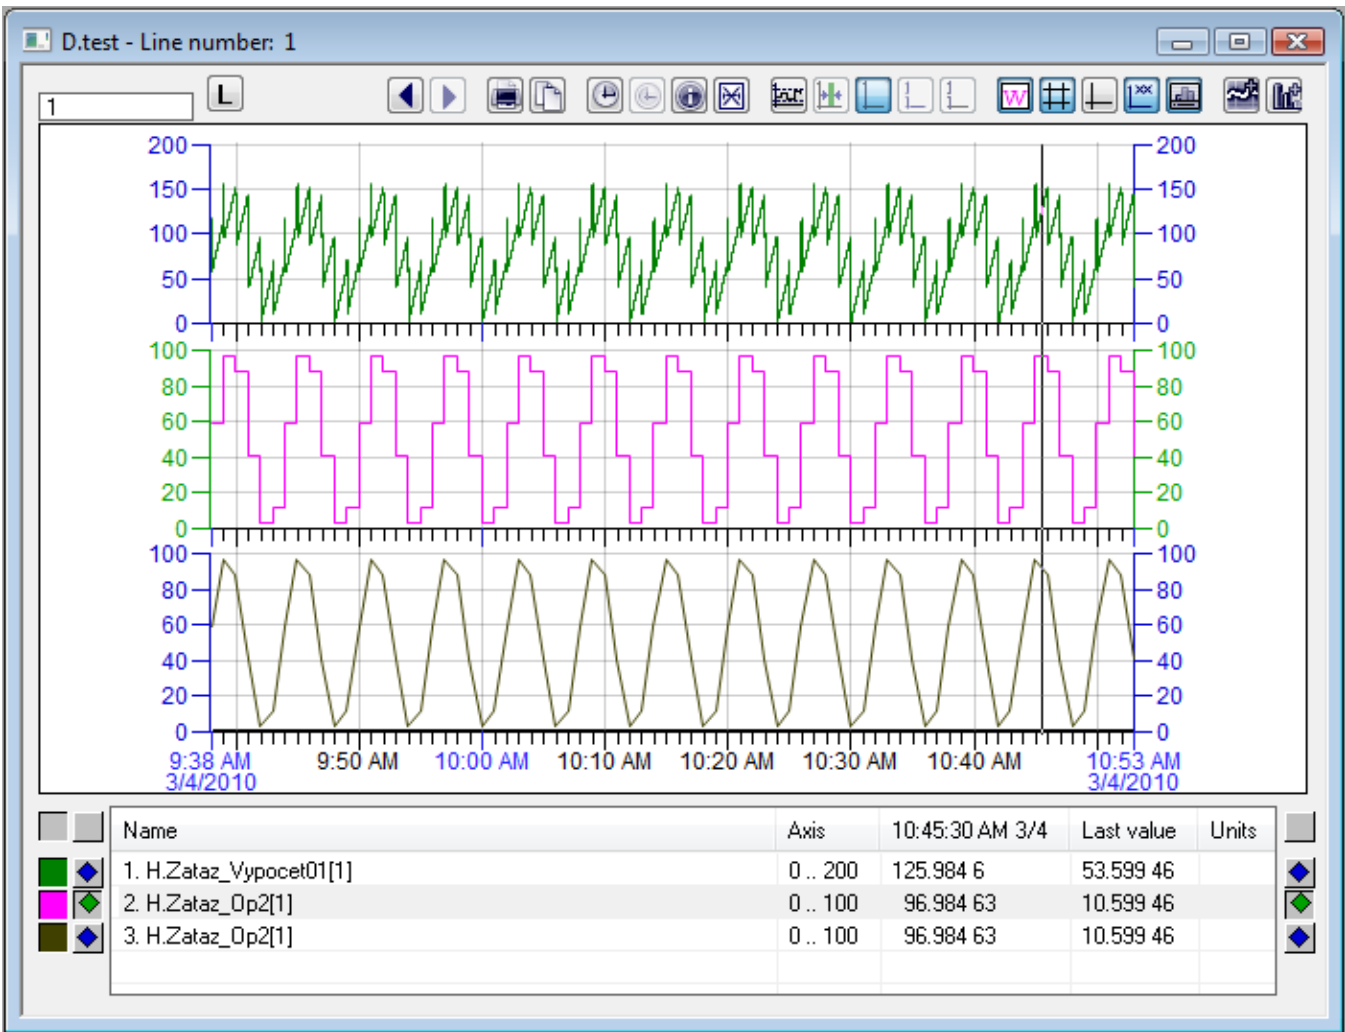 D.test - Line number: 1
1 L
200 200
150 150
100 100
50 50
0 0
100 100
80 80
60 60
40 40
20 20
0 0
100 100
80 80
60 60
40 40
20 20
0 0
9:38 AM 9:50 AM 10:00 AM 10:10 AM 10:20 AM 10:30 AM 10:40 AM 10:53 AM
3/4/2010 3/4/2010
Name Axis 10:45:30 AM 3/4 Last value Units
1. H.Zataz_Vypocet01[1] 0 .. 200 125.984 6 53.599 46
2. H.Zataz_Op2[1] 0 .. 100 96.984 63 10.599 46
3. H.Zataz_Op2[1] 0 .. 100 96.984 63 10.599 46